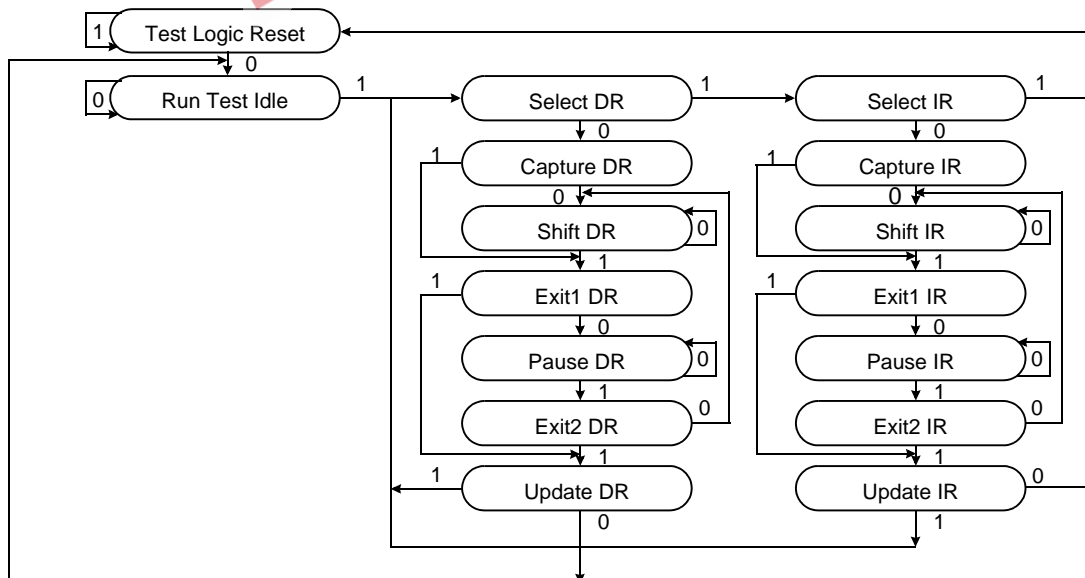 Test Logic Reset
1
0
Run Test Idle
0
1
Select DR
1
Select IR
1
0
0
1
Capture DR
1
Capture IR
0
0
Shift DR
0
Shift IR
0
1
1
1
Exit1 DR
1
Exit1 IR
0
0
Pause DR
0
Pause IR
0
1
1
Exit2 DR
0
Exit2 IR
0
1
1
1
Update DR
Update IR
0
0
1